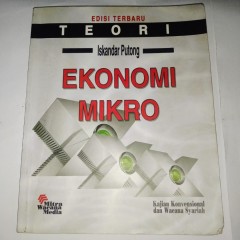 EDISI TERBARU
TEORI
Iskandar Putong
EKONOMI
MIKRO
Mitra
Wacana
Media
Kajian Konvensional
dan Wacana Syariah